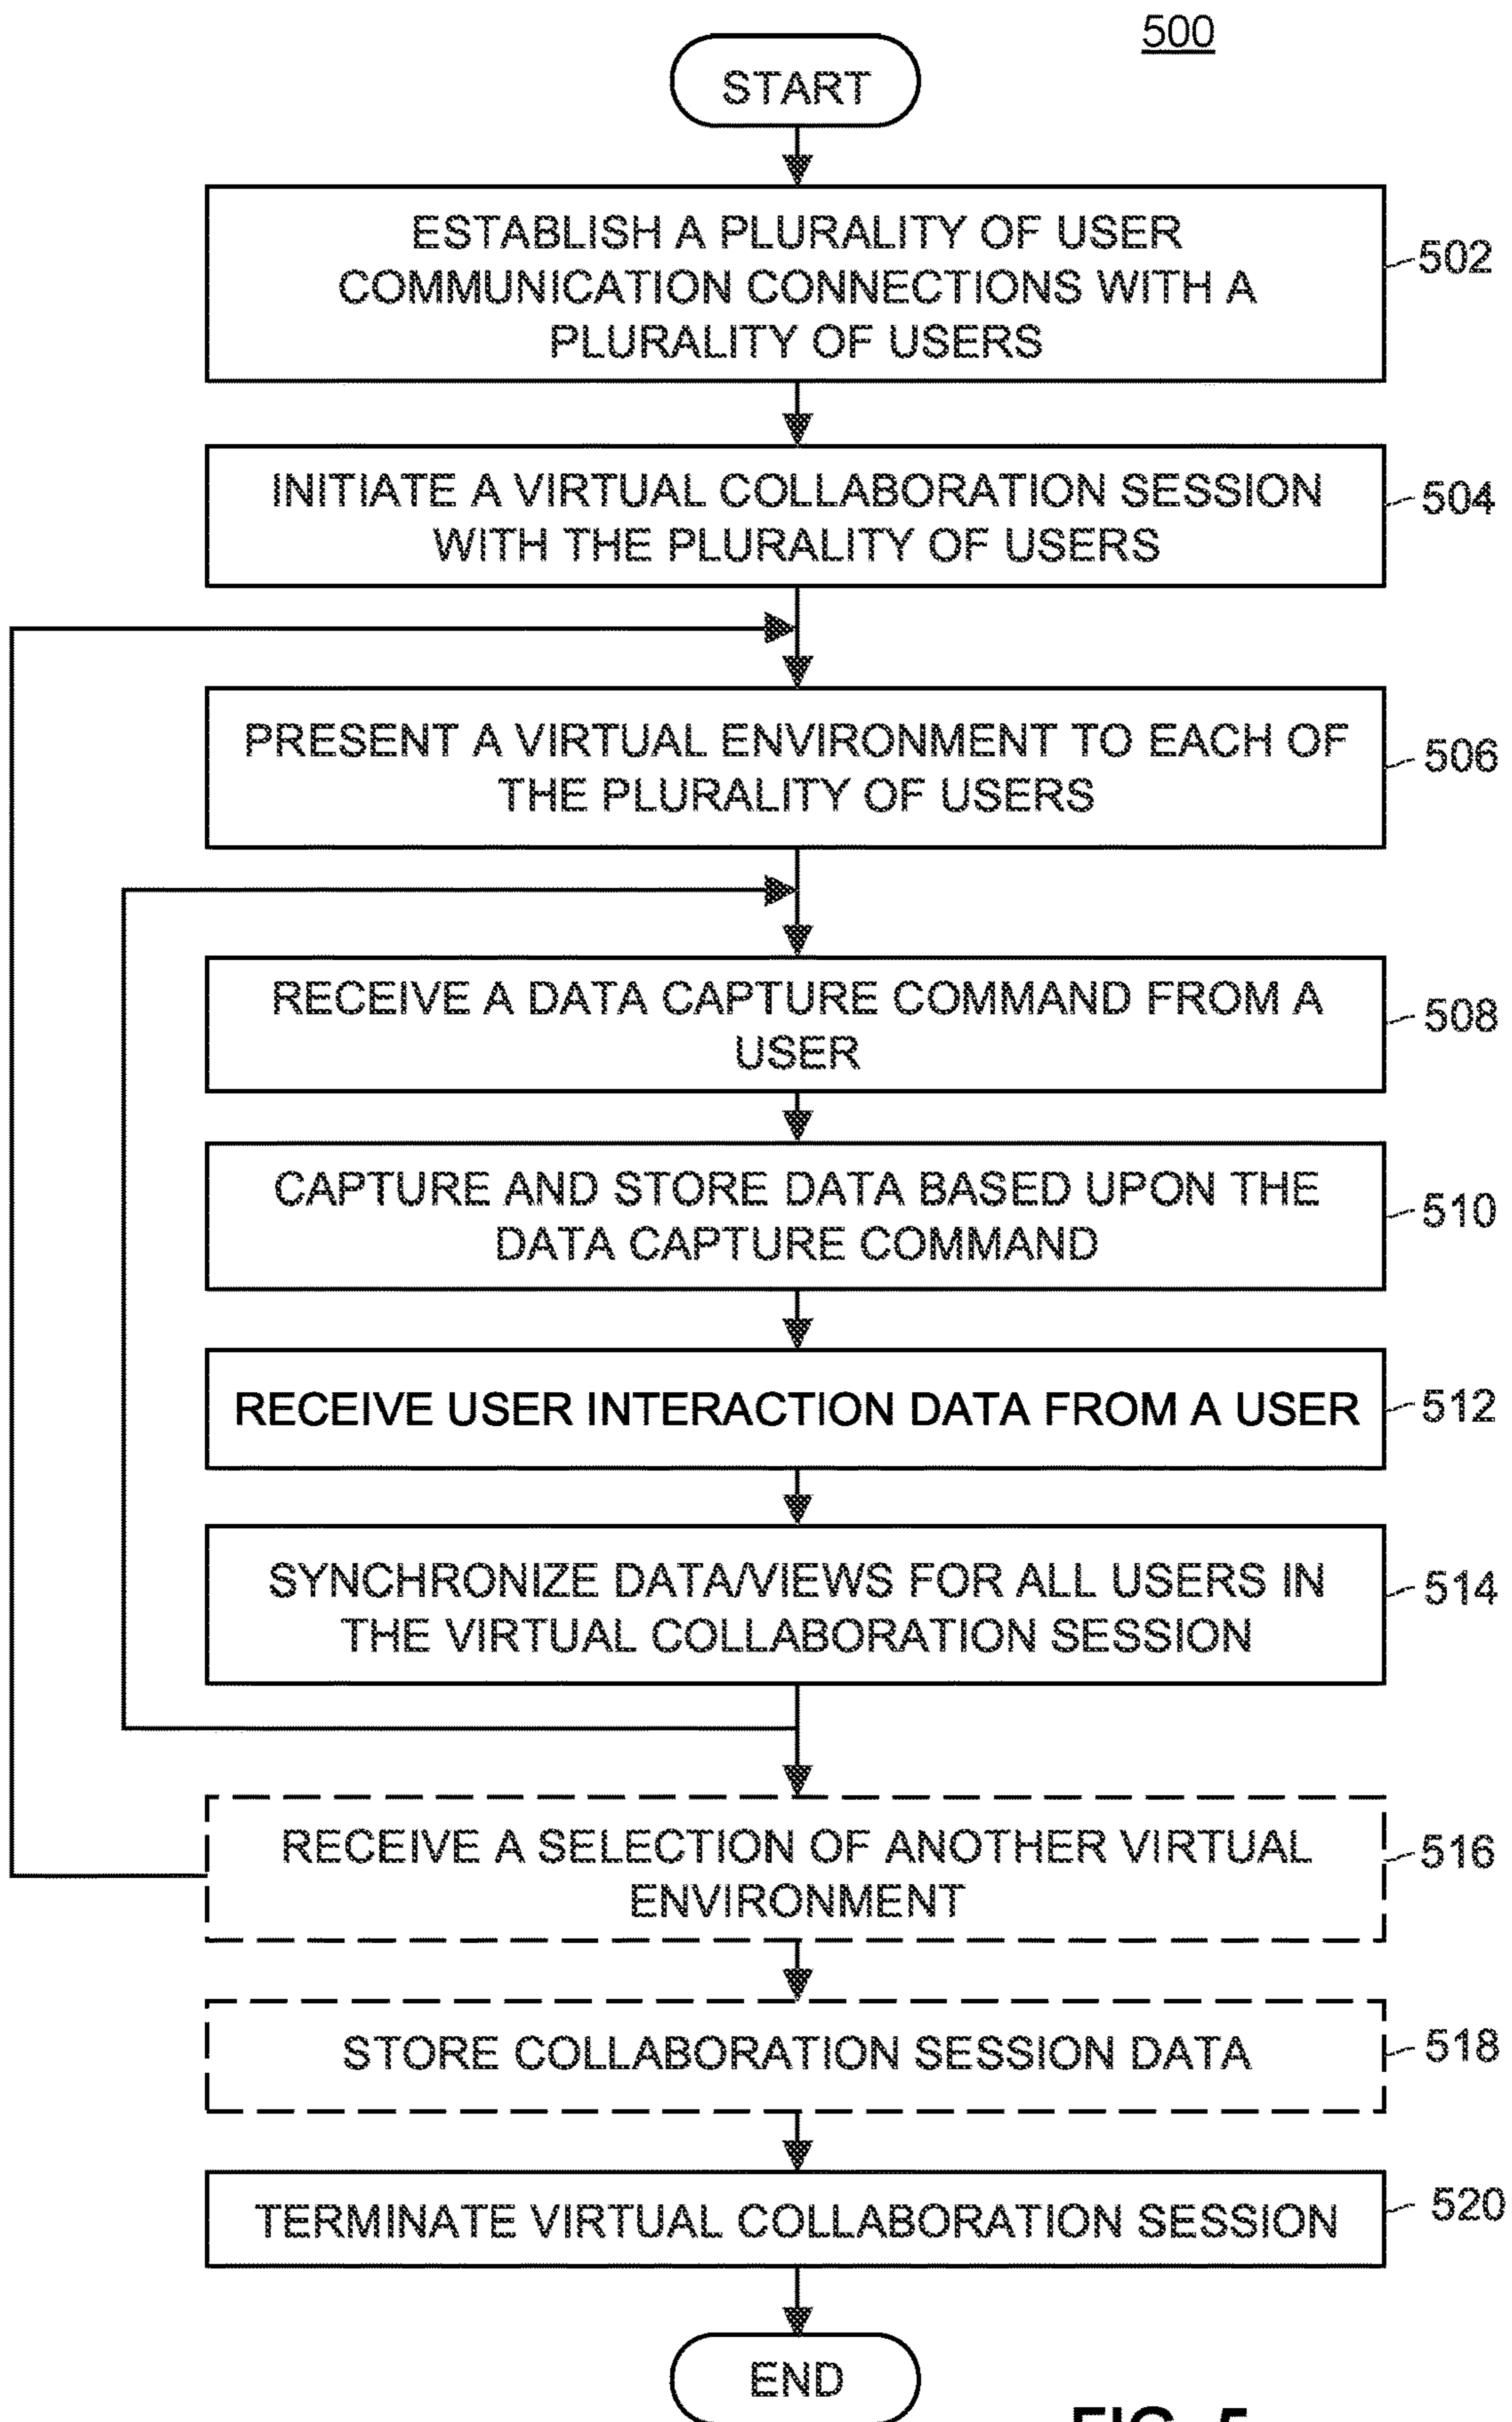 500
START
ESTABLISH A PLURALITY OF USER
COMMUNICATION CONNECTIONS WITH A
PLURALITY OF USERS
502
INITIATE A VIRTUAL COLLABORATION SESSION
WITH THE PLURALITY OF USERS
504
PRESENT A VIRTUAL ENVIRONMENT TO EACH OF
THE PLURALITY OF USERS
506
RECEIVE A DATA CAPTURE COMMAND FROM A
USER
508
CAPTURE AND STORE DATA BASED UPON THE
DATA CAPTURE COMMAND
510
RECEIVE USER INTERACTION DATA FROM A USER
512
SYNCHRONIZE DATA/VIEWS FOR ALL USERS IN
THE VIRTUAL COLLABORATION SESSION
514
RECEIVE A SELECTION OF ANOTHER VIRTUAL
ENVIRONMENT
516
STORE COLLABORATION SESSION DATA
518
TERMINATE VIRTUAL COLLABORATION SESSION
520
END
FIG. 5